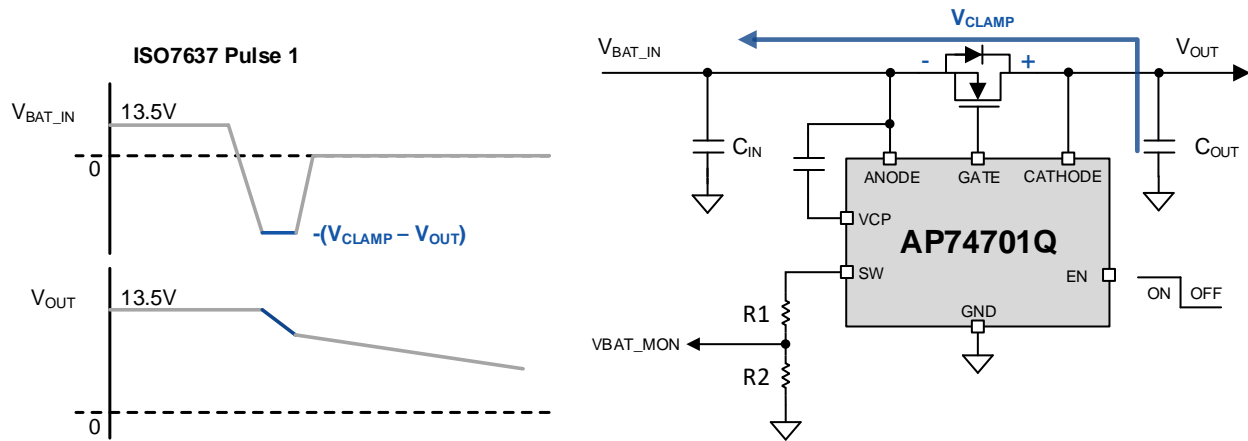 ISO7637 Pulse 1
VBAT_IN
13.5V
0
-(VCLAMP – VOUT)
VOUT
13.5V
0
VCLAMP
VBAT_IN
- +
VOUT
CIN
COUT
ANODE
GATE
CATHODE
VCP
AP74701Q
SW
EN
ON
OFF
R1
GND
VBAT_MON
R2